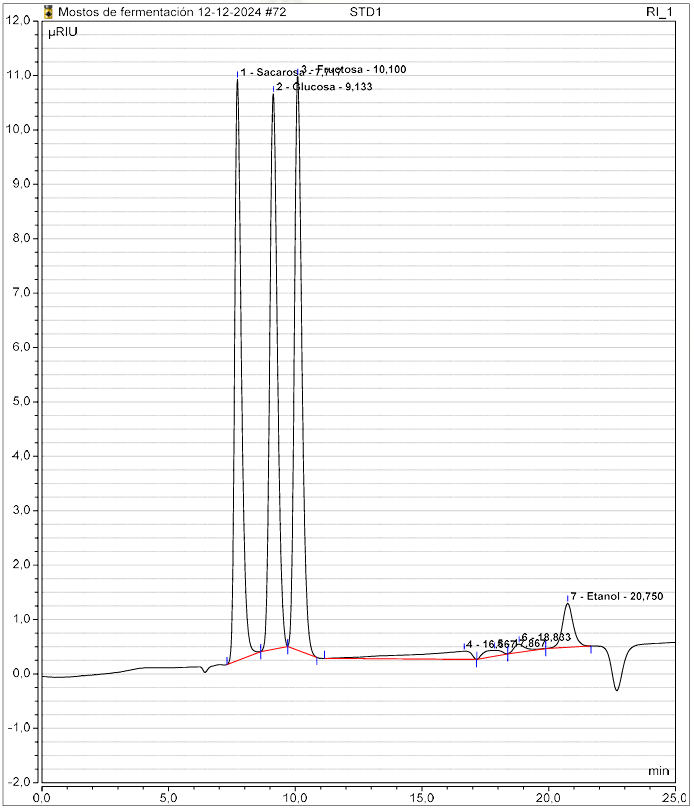 Mostos de fermentación 12-12-2024 #72 STD1 RI_1
12,0
µRIU
1 - Sacarosa - 7,717
3 - Fructosa - 10,100
11,0
2 - Glucosa - 9,133
10,0
9,0
8,0
7,0
6,0
5,0
4,0
3,0
2,0
7 - Etanol - 20,750
1,0
6 - 18,833
4 - 16,667
0,0
-1,0
min
-2,0
0,0 5,0 10,0 15,0 20,0 25,0